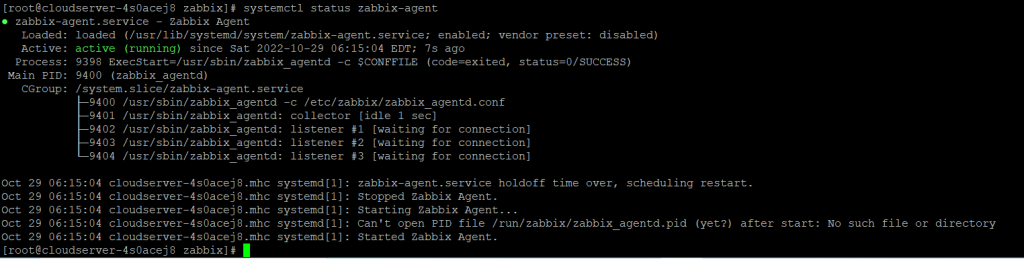 [root@cloudserver-4s0acej8 zabbix]# systemctl status zabbix-agent
● zabbix-agent.service - Zabbix Agent
   Loaded: loaded (/usr/lib/systemd/system/zabbix-agent.service; enabled; vendor preset: disabled)
   Active: active (running) since Sat 2022-10-29 06:15:04 EDT; 7s ago
  Process: 9398 ExecStart=/usr/sbin/zabbix_agentd -c $CONFFILE (code=exited, status=0/SUCCESS)
 Main PID: 9400 (zabbix_agentd)
   CGroup: /system.slice/zabbix-agent.service
           ├─9400 /usr/sbin/zabbix_agentd -c /etc/zabbix/zabbix_agentd.conf
           ├─9401 /usr/sbin/zabbix_agentd: collector [idle 1 sec]
           ├─9402 /usr/sbin/zabbix_agentd: listener #1 [waiting for connection]
           ├─9403 /usr/sbin/zabbix_agentd: listener #2 [waiting for connection]
           └─9404 /usr/sbin/zabbix_agentd: listener #3 [waiting for connection]

Oct 29 06:15:04 cloudserver-4s0acej8.mhc systemd[1]: zabbix-agent.service holdoff time over, scheduling restart.
Oct 29 06:15:04 cloudserver-4s0acej8.mhc systemd[1]: Stopped Zabbix Agent.
Oct 29 06:15:04 cloudserver-4s0acej8.mhc systemd[1]: Starting Zabbix Agent...
Oct 29 06:15:04 cloudserver-4s0acej8.mhc systemd[1]: Can't open PID file /run/zabbix/zabbix_agentd.pid (yet?) after start: No such file or directory
Oct 29 06:15:04 cloudserver-4s0acej8.mhc systemd[1]: Started Zabbix Agent.
[root@cloudserver-4s0acej8 zabbix]#